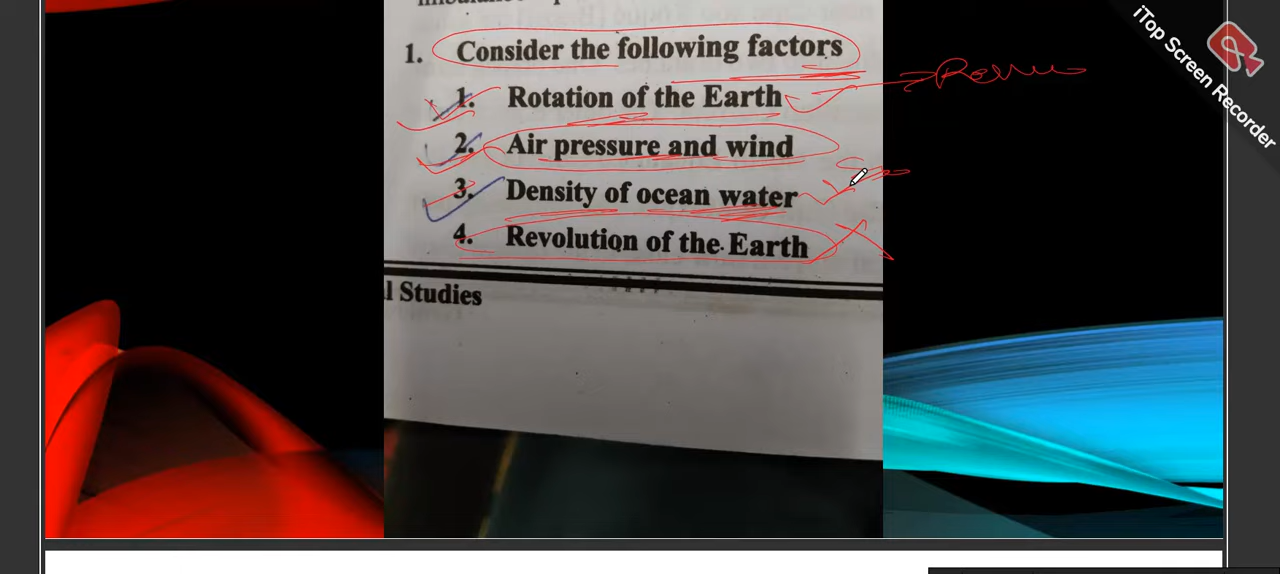 1. Consider the following factors
1. Rotation of the Earth
2. Air pressure and wind
3. Density of ocean water
4. Revolution of the Earth
l Studies
iTop Screen Recorder